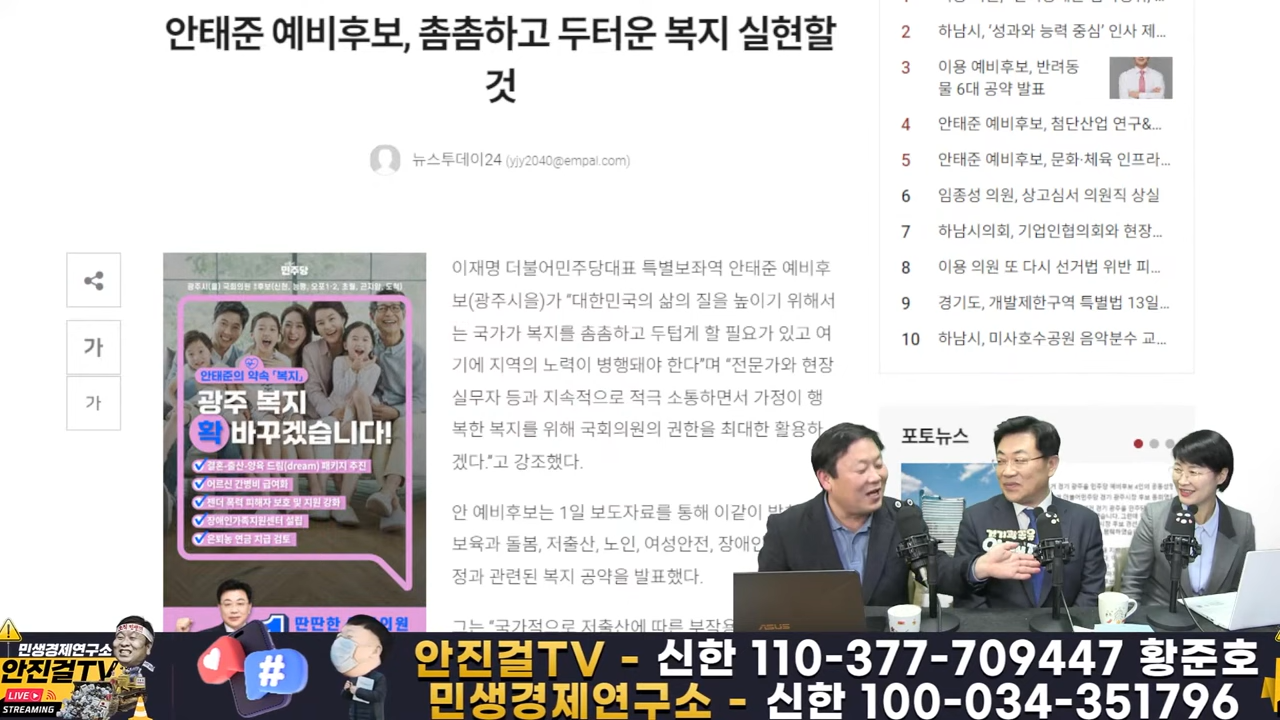 안태준 예비후보, 촘촘하고 두터운 복지 실현할
것
뉴스투데이24 (yjy2040@empal.com)
가
가
민주당
안태준의 약속 「복지」
광주 복지
확 바꾸겠습니다!
결혼·출산·양육 드림(dream) 패키지 추진
어르신 간병비 급여화
젠더 폭력 피해자 보호 및 지원 강화
장애인가족지원센터 설립
은퇴농 연금 지급 검토
1 딴딴한
이재명 더불어민주당대표 특별보좌역 안태준 예비후
보(광주시을)가 “대한민국의 삶의 질을 높이기 위해서
는 국가가 복지를 촘촘하고 두텁게 할 필요가 있고 여
기에 지역의 노력이 병행돼야 한다”며 “전문가와 현장
실무자 등과 지속적으로 적극 소통하면서 가정이 행
복한 복지를 위해 국회의원의 권한을 최대한 활용하
겠다.”고 강조했다.
안 예비후보는 1일 보도자료를 통해 이같이
보육과 돌봄, 저출산, 노인, 여성안전, 장애인
정과 관련된 복지 공약을 발표했다.
그는 “국가적으로 저출산에 따른 부작용
2 하남시, ‘성과와 능력 중심’ 인사 제...
3 이용 예비후보, 반려동
물 6대 공약 발표
4 안태준 예비후보, 첨단산업 연구&...
5 안태준 예비후보, 문화·체육 인프라...
6 임종성 의원, 상고심서 의원직 상실
7 하남시의회, 기업인협의회와 현장...
8 이용 의원 또 다시 선거법 위반 피...
9 경기도, 개발제한구역 특별법 13일...
10 하남시, 미사호수공원 음악분수 교...
포토뉴스
ASUS
민생경제연구소
안진걸TV
LIVE
STREAMING
#
안진걸TV - 신한 110-377-709447 황준호
민생경제연구소 - 신한 100-034-351796